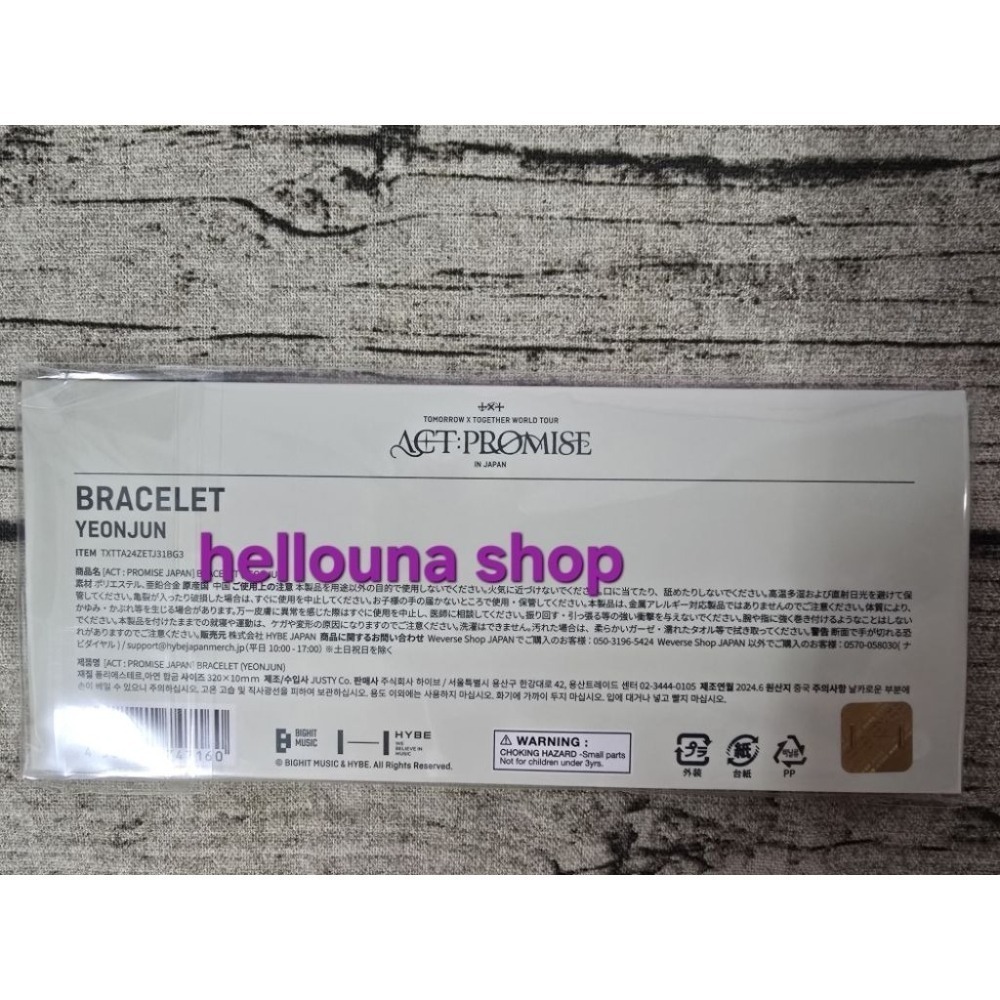 TOMORROW X TOGETHER WORLD TOUR
ACT : PROMISE
IN JAPAN
BRACELET
YEONJUN
ITEM TXTTA24ZETJ31BG3
hellouna shop
商品名 [ACT : PROMISE JAPAN] BRACELET
素材 ポリエステル、亜鉛合金 原産国 中国 ご使用上の注意 本製品を用途以外の目的で使用しないでください。火気に近づけないでください。口に当たり、舐めたりしないでください。高温多湿および直射日光を避けて保
管してください。亀裂が入ったり破損した場合は、すぐに使用を中止してください。お子様の手の届かないところで使用・保管してください。本製品は、金属アレルギー対応製品ではありませんのでご注意ください。体質により、
かゆみ・かぶれ等を生じる場合があります。万一皮膚に異常を感じた際はすぐに使用を中止し、医師に相談してください。振り回す・引っ張る等の強い衝撃を与えないでください。腕や指に強く巻き付けるようなことはしない
でください。本製品を付けたままでの就寝や運動は、ケガや変形の原因になりますのでご注意ください。洗濯はできません。汚れた場合は、柔らかいガーゼ・濡れたタオル等で拭き取ってください。警告 断面で手が切れる恐
れがありますのでご注意ください。販売元 株式会社 HYBE JAPAN 商品に関するお問い合わせ Weverse Shop JAPAN でご購入のお客様 : 050-3196-5424 Weverse Shop JAPAN 以外でご購入のお客様 : 0570-058030( ナ
ビダイヤル ) / support@hybejapanmerch.jp (平日 10:00 - 17:00) ※土日祝日を除く
제품명 [ACT : PROMISE JAPAN] BRACELET (YEONJUN)
재질 폴리에스테르,아연 합금 사이즈 320×10mm 제조/수입사 JUSTY Co. 판매사 주식회사 하이브 / 서울특별시 용산구 한강대로 42, 용산트레이드 센터 02-3444-0105 제조연월 2024.6 원산지 중국 주의사항 날카로운 부분에
손이 베일 수 있으니 주의하십시오. 고온 고습 및 직사광선을 피하여 보관하십시오. 용도 이외에는 사용하지 마십시오. 화기에 가까이 두지 마십시오. 입에 대거나 넣고 빨지 마십시오.
BIGHIT
MUSIC
HYBE
WE
BELIEVE IN
MUSIC
© BIGHIT MUSIC & HYBE. All Rights Reserved.
WARNING :
CHOKING HAZARD -Small parts
Not for children under 3yrs.
プラ
外装
紙
台紙
비닐류
PP